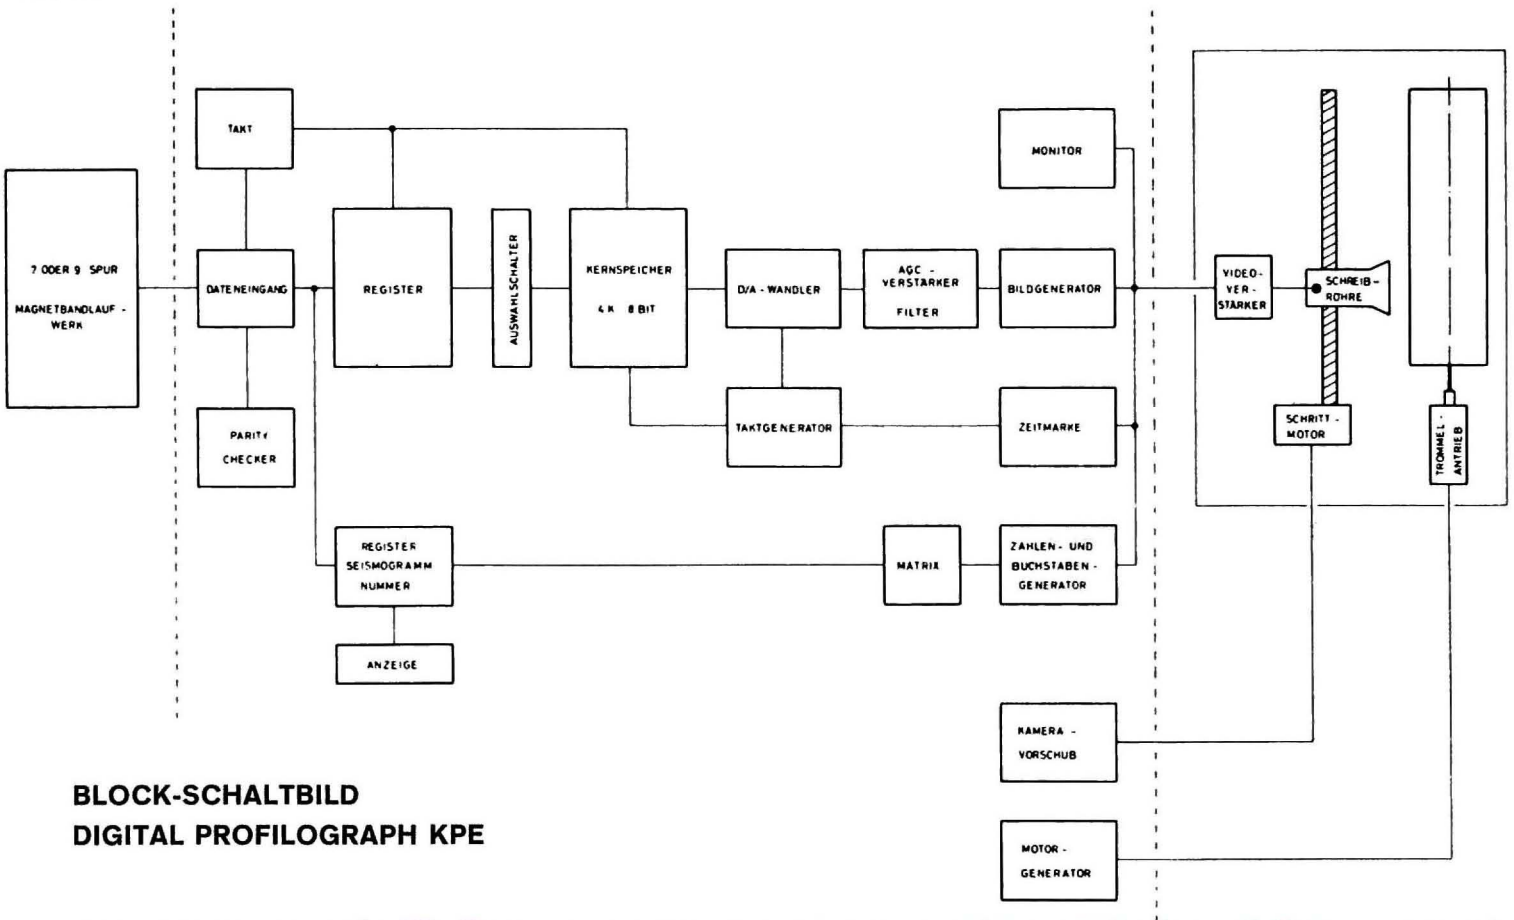 TAKT
7 ODER 9 SPUR
MAGNETBANDLAUF-
WERK
DATENEINGANG
PARITY
CHECKER
REGISTER
AUSWAHLSCHALTER
KERNSPEICHER
4K 8 BIT
D/A-WANDLER
TAKTGENERATOR
AGC-
VERSTÄRKER
FILTER
MONITOR
BILDGENERATOR
ZEITMARKE
REGISTER
SEISMOGRAMM
NUMMER
ANZEIGE
MATRIX
ZAHLEN- UND
BUCHSTABEN-
GENERATOR
VIDEO-
VER-
STÄRKER
SCHREIB-
RÖHRE
SCHRITT-
MOTOR
TROMMEL-
ANTRIEB
KAMERA-
VORSCHUB
MOTOR-
GENERATOR
BLOCK-SCHALTBILD
DIGITAL PROFILOGRAPH KPE